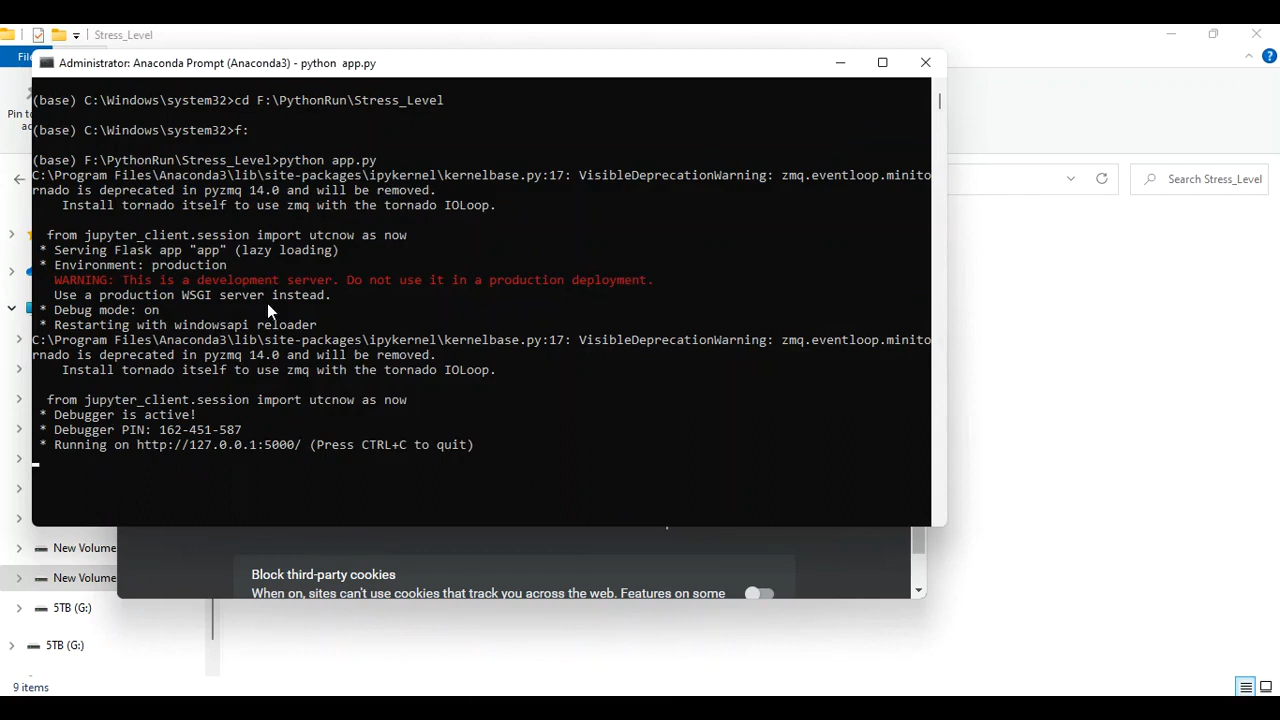 Stress_Level
File
Administrator: Anaconda Prompt (Anaconda3) - python  app.py
Pin to
(base) C:\Windows\system32>cd F:\PythonRun\Stress_Level
(base) C:\Windows\system32>f:
(base) F:\PythonRun\Stress_Level>python app.py
C:\Program Files\Anaconda3\lib\site-packages\ipykernel\kernelbase.py:17: VisibleDeprecationWarning: zmq.eventloop.minito
rnado is deprecated in pyzmq 14.0 and will be removed.
    Install tornado itself to use zmq with the tornado IOLoop.
  from jupyter_client.session import utcnow as now
 * Serving Flask app "app" (lazy loading)
 * Environment: production
   WARNING: This is a development server. Do not use it in a production deployment.
   Use a production WSGI server instead.
 * Debug mode: on
 * Restarting with windowsapi reloader
C:\Program Files\Anaconda3\lib\site-packages\ipykernel\kernelbase.py:17: VisibleDeprecationWarning: zmq.eventloop.minito
rnado is deprecated in pyzmq 14.0 and will be removed.
    Install tornado itself to use zmq with the tornado IOLoop.
  from jupyter_client.session import utcnow as now
 * Debugger is active!
 * Debugger PIN: 162-451-587
 * Running on http://127.0.0.1:5000/ (Press CTRL+C to quit)
Search Stress_Level
New Volume
New Volume
5TB (G:)
5TB (G:)
Block third-party cookies
When on, sites can't use cookies that track you across the web. Features on some
9 items